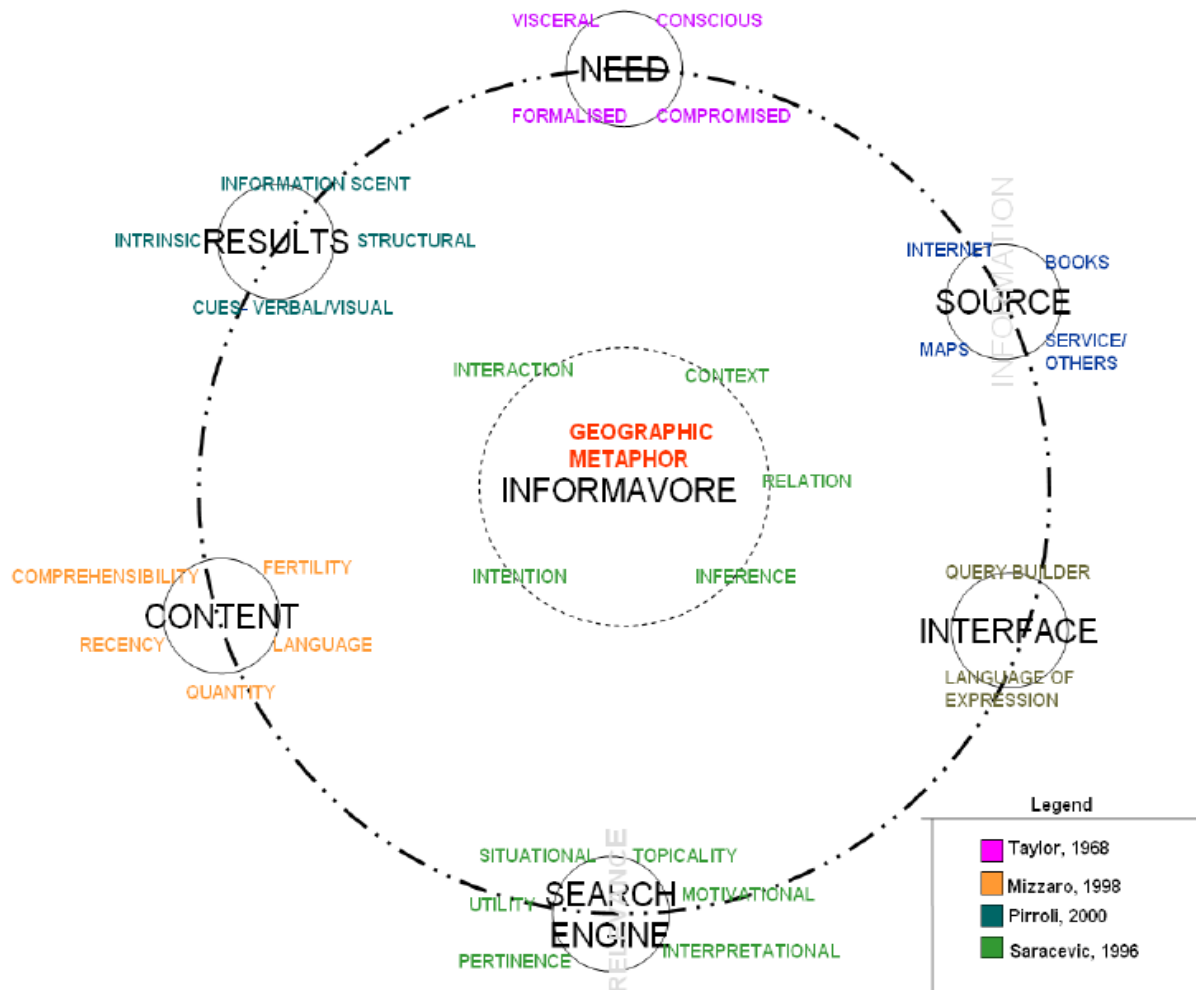 VISCERAL
CONSCIOUS
NEED
FORMALISED
COMPROMISED
INFORMATION SCENT
INTRINSIC
RESULTS
STRUCTURAL
CUES- VERBAL/VISUAL
INFORMATION
INTERNET
BOOKS
SOURCE
MAPS
SERVICE/
OTHERS
INTERACTION
CONTEXT
GEOGRAPHIC
METAPHOR
INFORMAVORE
RELATION
INTENTION
INFERENCE
COMPREHENSIBILITY
FERTILITY
CONTENT
RECENCY
LANGUAGE
QUANTITY
QUERY BUILDER
INTERFACE
LANGUAGE OF
EXPRESSION
SITUATIONAL
TOPICALITY
UTILITY
SEARCH
ENGINE
MOTIVATIONAL
PERTINENCE
INTERPRETATIONAL
RELEVANCE
Legend
Taylor, 1968
Mizzaro, 1998
Pirroli, 2000
Saracevic, 1996